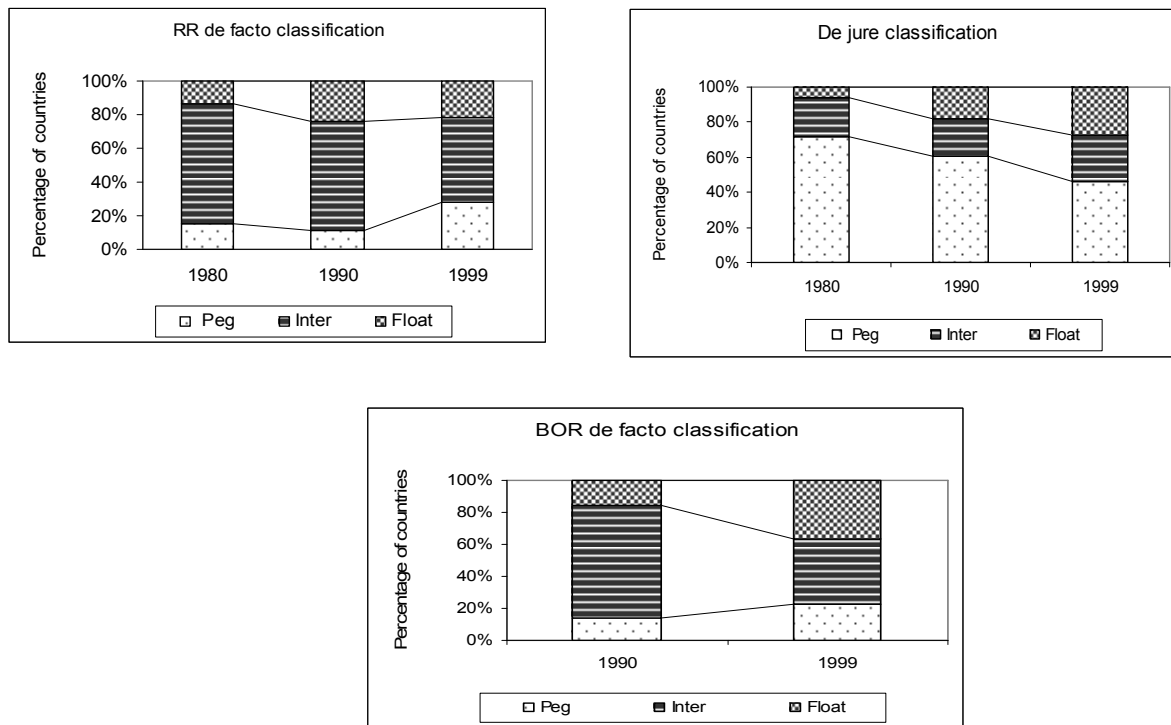 RR de facto classification
Percentage of countries
100%
80%
60%
40%
20%
0%
1980 1990 1999
Peg Inter Float
De jure classification
Percentage of countries
100%
80%
60%
40%
20%
0%
1980 1990 1999
Peg Inter Float
BOR de facto classification
Percentage of countries
100%
80%
60%
40%
20%
0%
1990 1999
Peg Inter Float